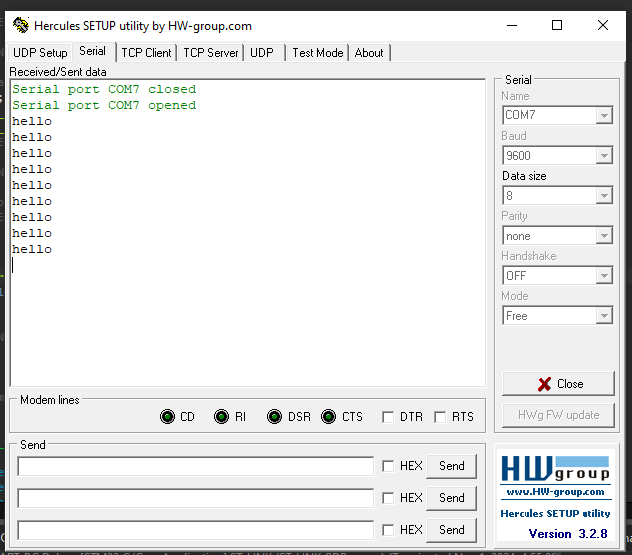 Hercules SETUP utility by HW-group.com
UDP Setup Serial TCP Client TCP Server UDP Test Mode About
Received/Sent data
Serial port COM7 closed
Serial port COM7 opened
hello
hello
hello
hello
hello
hello
hello
hello
hello
Serial
Name
COM7
Baud
9600
Data size
8
Parity
none
Handshake
OFF
Mode
Free
Close
HWg FW update
Modem lines
CD RI DSR CTS DTR RTS
Send
HEX Send
HEX Send
HEX Send
HW group
www.HW-group.com
Hercules SETUP utility
Version 3.2.8